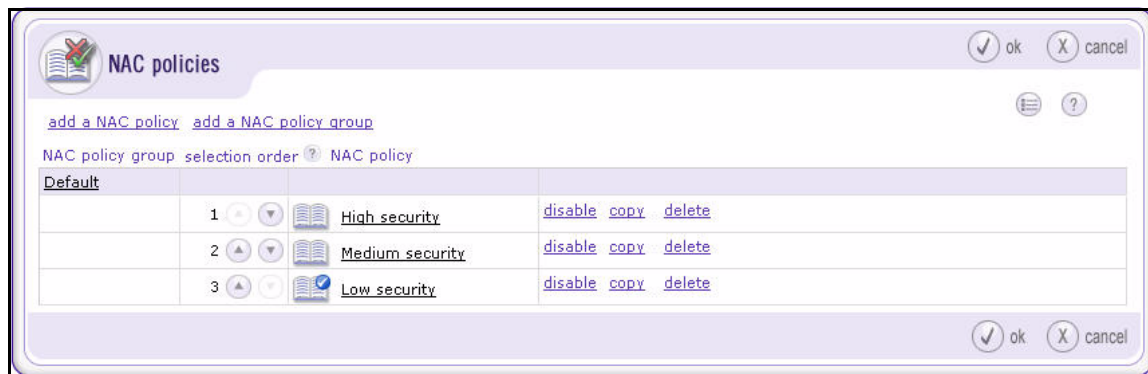 NAC policies
ok cancel
?
add a NAC policy add a NAC policy group
NAC policy group selection order ? NAC policy
Default
1 High security disable copy delete
2 Medium security disable copy delete
3 Low security disable copy delete
ok cancel